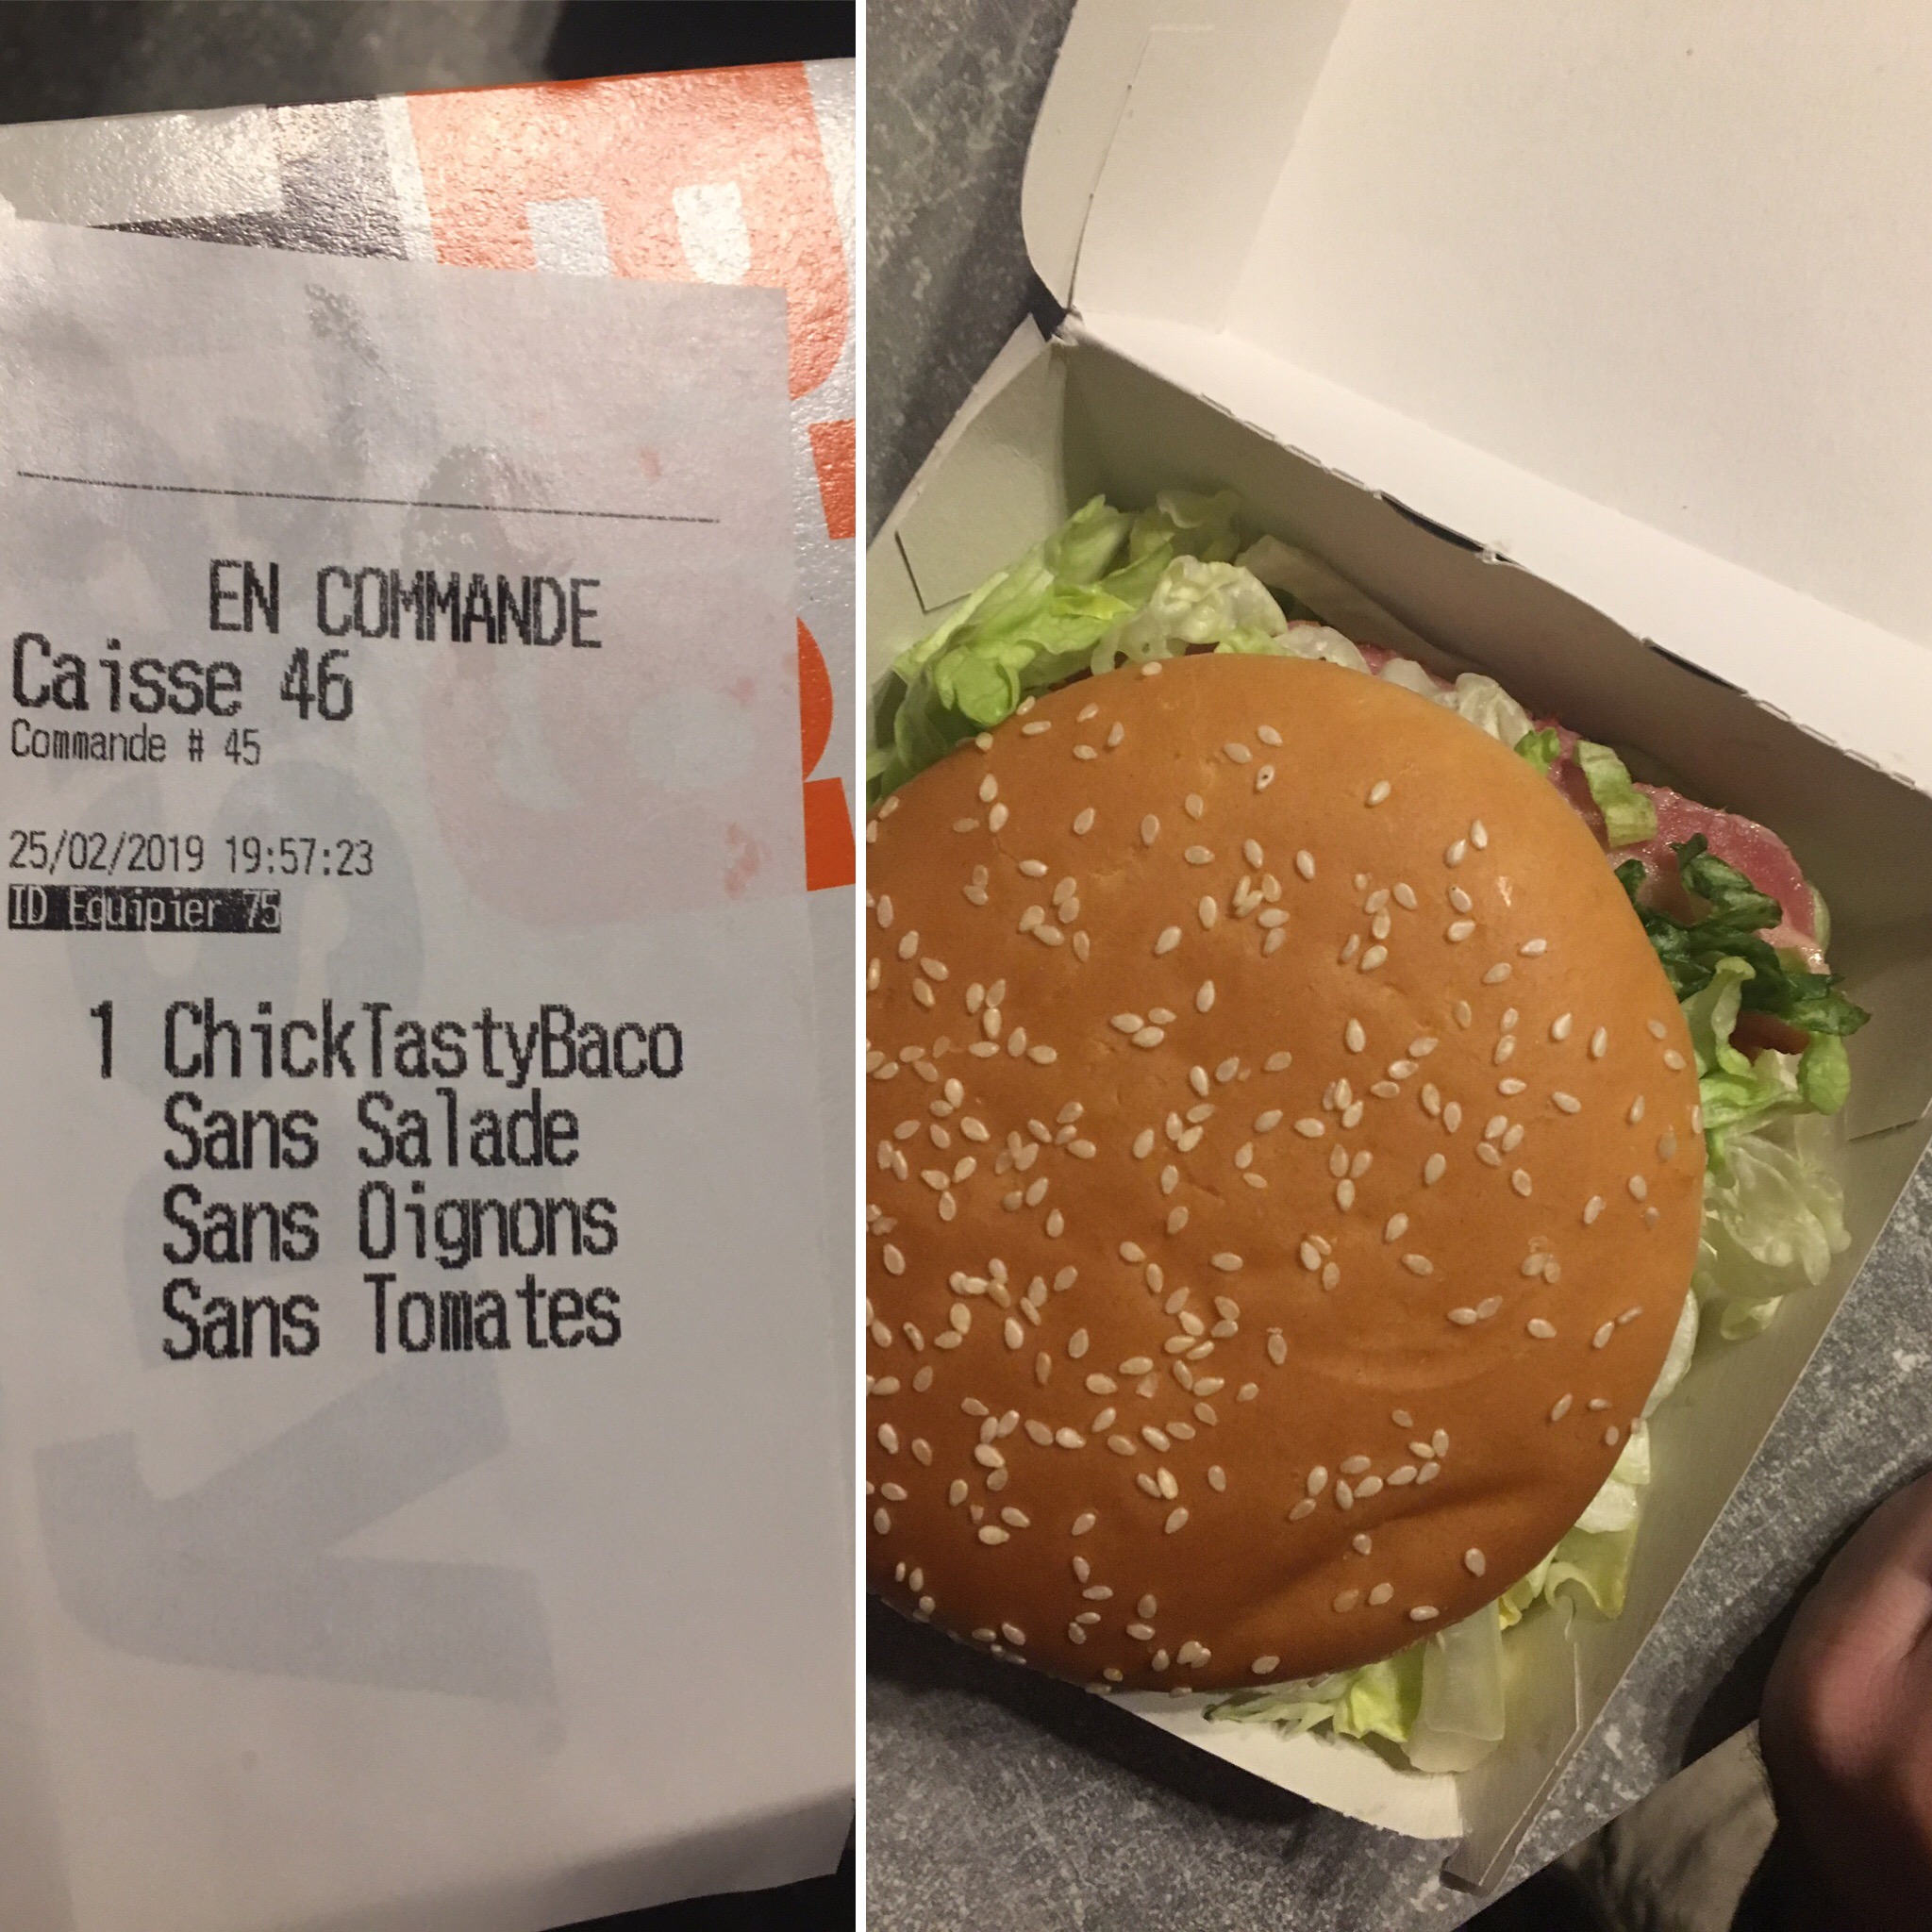 EN COMMANDE
Caisse 46
Commande # 45
25/02/2019 19:57:23
ID Equipier 75
1 ChickTastyBaco
Sans Salade
Sans Oignons
Sans Tomates